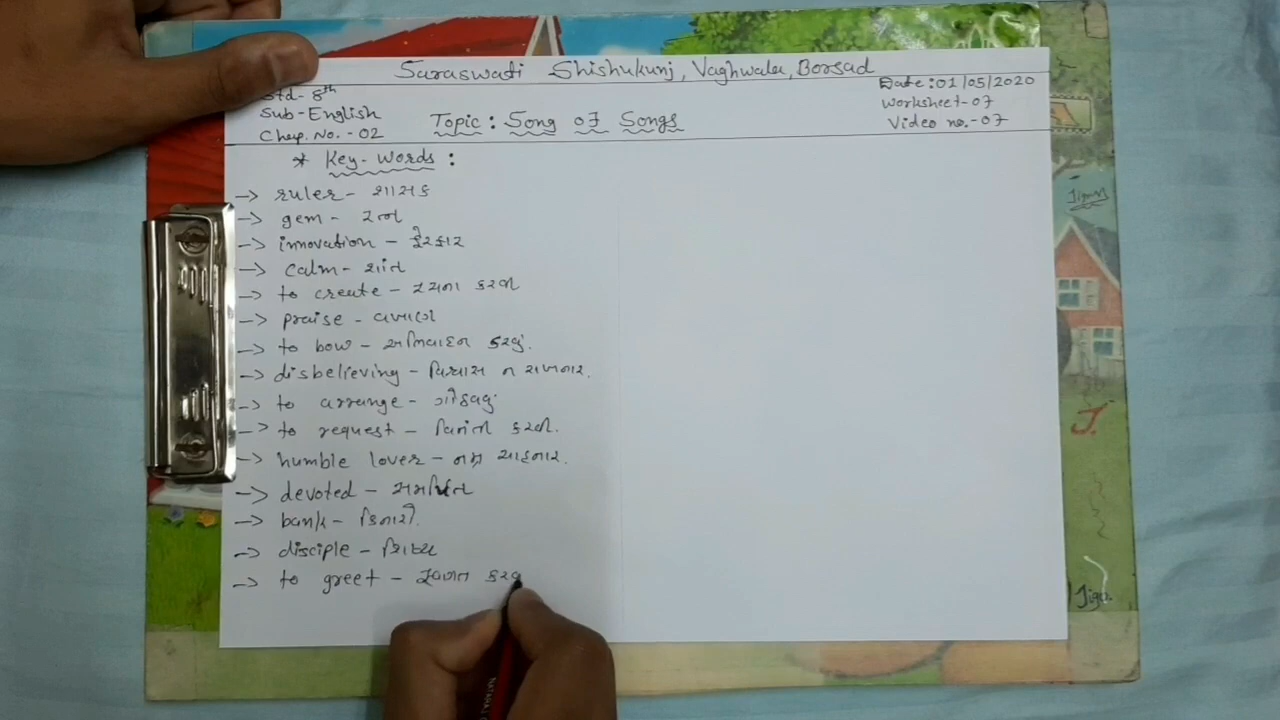 Saraswati Shishukunj, Vaghwala, Borsad
Std- 8th
Sub-English
Chep. No. - 02
Topic: Song of Songs
Date: 01/05/2020
Worksheet-07
Video no.-07
* Key-Words:
-> ruler - શાસક
-> gem - રત્ન
-> innovation - ફેરફાર
-> calm - શાંત
-> to create - રચના કરવી
-> praise - વખાણ
-> to bow - અભિવાદન કરવું.
-> disbelieving - વિશ્વાસ ન રાખનાર.
-> to arrange - ગોઠવવું
-> to request - વિનંતી કરવી.
-> humble lover - નમ્ર ચાહનાર.
-> devoted - સમર્પિત
-> bank - કિનારો.
-> disciple - શિષ્ય
-> to greet - સ્વાગત કરવ
J.
Jigu.